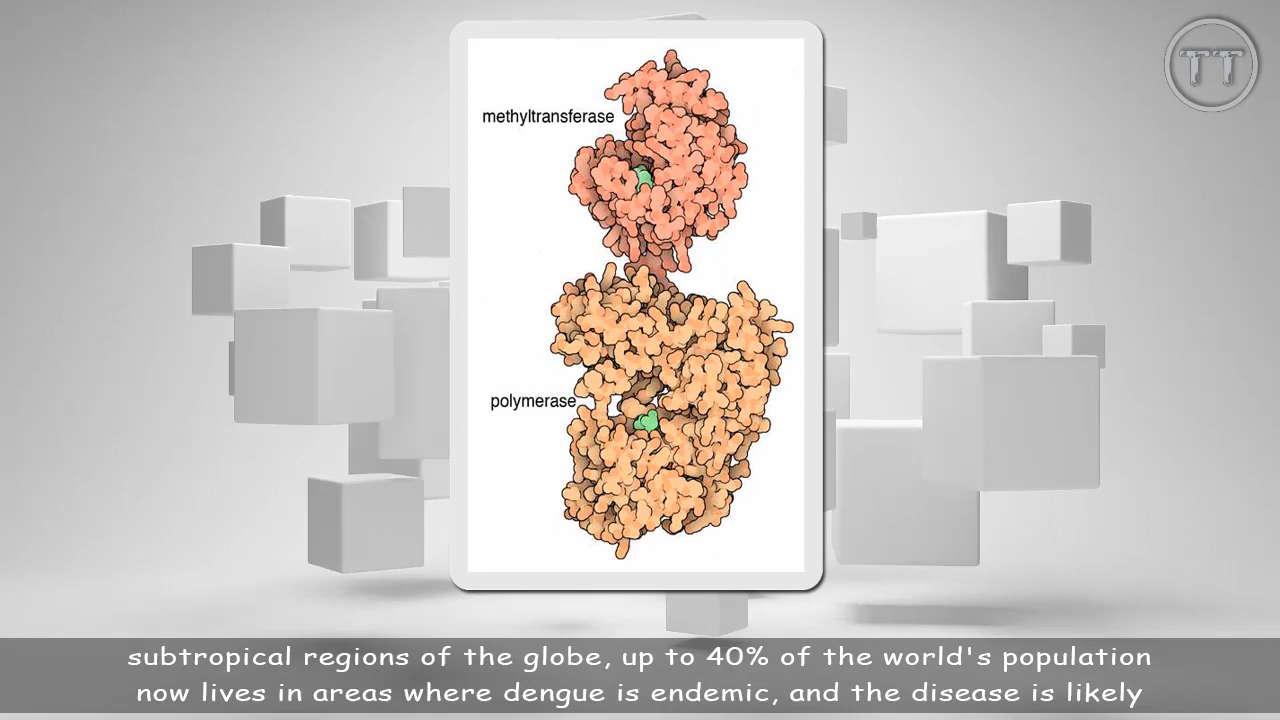 TT
methyltransferase
polymerase
subtropical regions of the globe, up to 40% of the world's population
now lives in areas where dengue is endemic, and the disease is likely